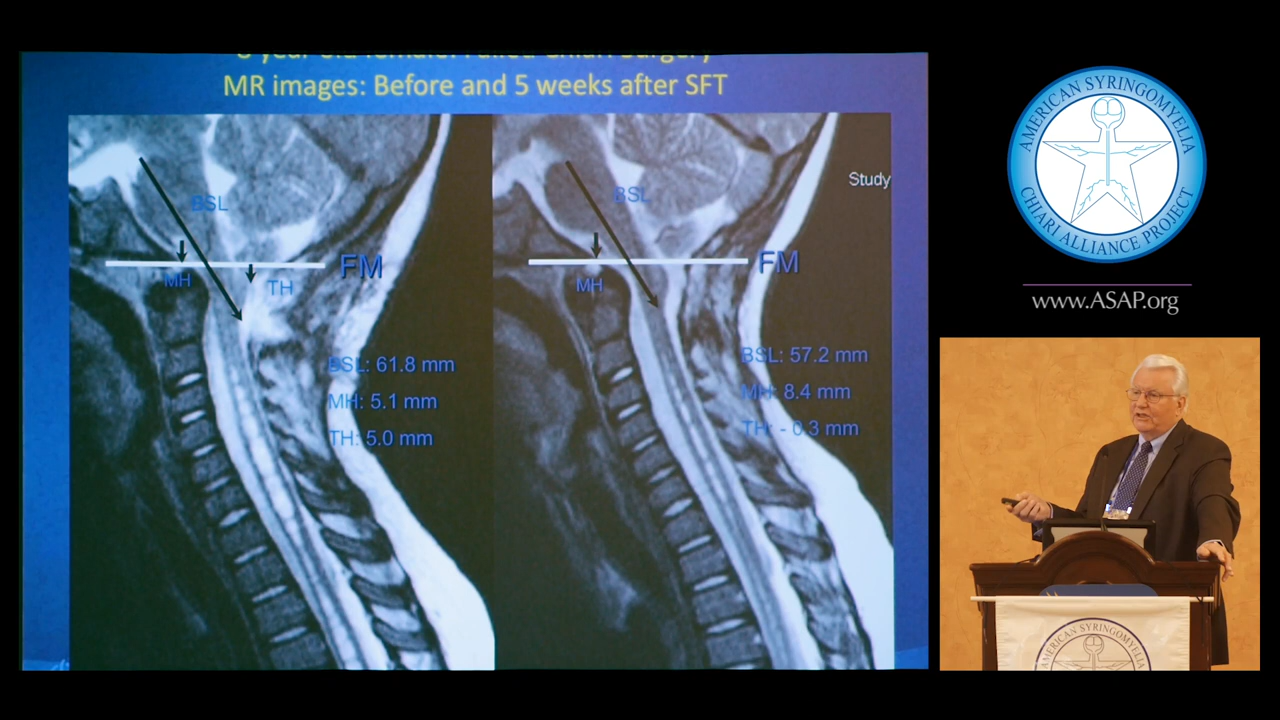 MR images: Before and 5 weeks after SFT
BSL
MH
TH
FM
BSL: 61.8 mm
MH: 5.1 mm
TH: 5.0 mm
Study
BSL
MH
FM
BSL: 57.2 mm
MH: 8.4 mm
TH: - 0.3 mm
AMERICAN SYRINGOMYELIA
CHIARI ALLIANCE PROJECT
www.ASAP.org
AMERICAN SYRINGOMYELIA